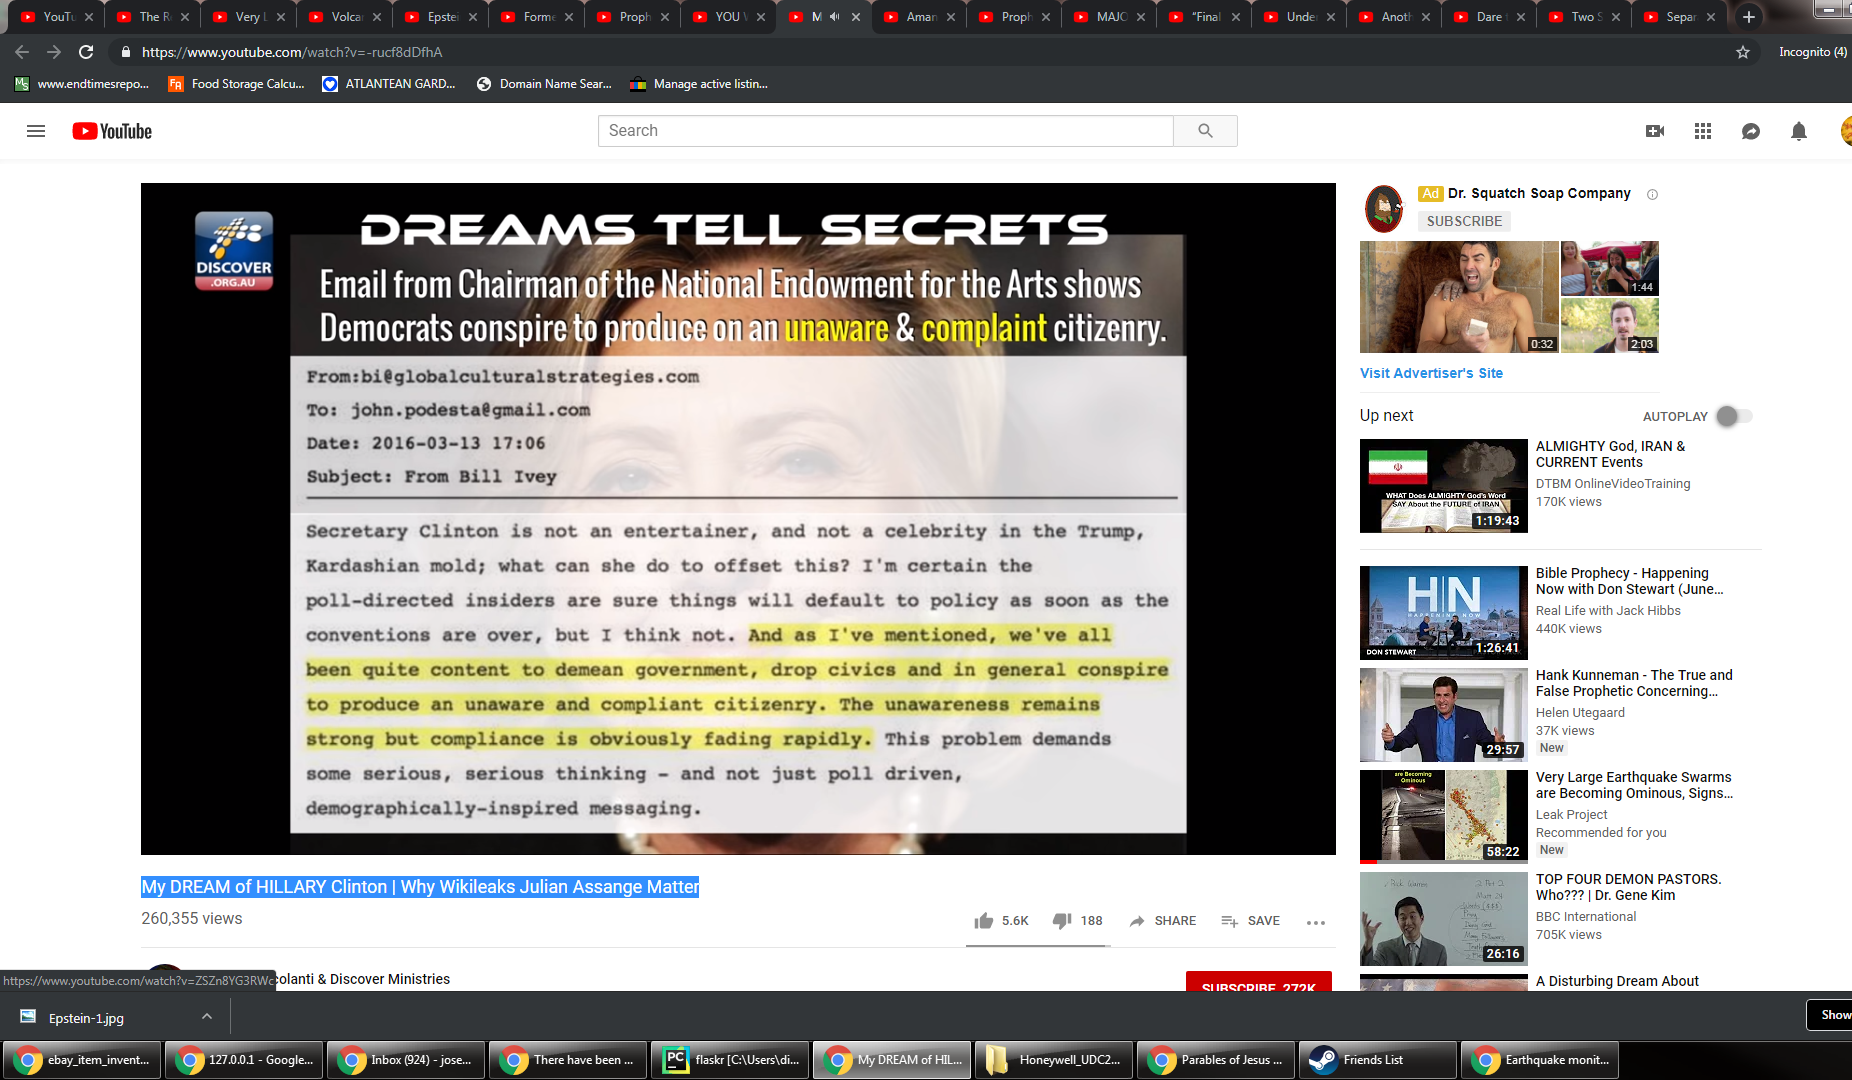 YouTu
The R
Very L
Volca
Epstei
Forme
Proph
YOU V
M
Aman
Proph
MAJO
"Final
Under
Anoth
Dare t
Two S
Separ
https://www.youtube.com/watch?v=-rucf8dDfhA
Incognito (4)
www.endtimesrepo...
Food Storage Calcu...
ATLANTEAN GARD...
Domain Name Sear...
Manage active listin...
YouTube
Search
DISCOVER
.ORG.AU
DREAMS TELL SECRETS
Email from Chairman of the National Endowment for the Arts shows
Democrats conspire to produce on an unaware & complaint citizenry.
From:bi@globalculturalstrategies.com
To: john.podesta@gmail.com
Date: 2016-03-13 17:06
Subject: From Bill Ivey
Secretary Clinton is not an entertainer, and not a celebrity in the Trump,
Kardashian mold; what can she do to offset this? I'm certain the
poll-directed insiders are sure things will default to policy as soon as the
conventions are over, but I think not. And as I've mentioned, we've all
been quite content to demean government, drop civics and in general conspire
to produce an unaware and compliant citizenry. The unawareness remains
strong but compliance is obviously fading rapidly. This problem demands
some serious, serious thinking - and not just poll driven,
demographically-inspired messaging.
My DREAM of HILLARY Clinton | Why Wikileaks Julian Assange Matter
260,355 views
5.6K
188
SHARE
SAVE
colanti & Discover Ministries
SUBSCRIBE 272K
https://www.youtube.com/watch?v=ZSZn8YG3RWc
Ad Dr. Squatch Soap Company
SUBSCRIBE
0:32
1:44
2:03
Visit Advertiser's Site
Up next
AUTOPLAY
WHAT Does ALMIGHTY God's Word
SAY About the FUTURE of IRAN
1:19:43
ALMIGHTY God, IRAN &
CURRENT Events
DTBM OnlineVideoTraining
170K views
H|N
HAPPENING NOW
DON STEWART
1:26:41
Bible Prophecy - Happening
Now with Don Stewart (June...
Real Life with Jack Hibbs
440K views
29:57
Hank Kunneman - The True and
False Prophetic Concerning...
Helen Utegaard
37K views
New
are Becoming
Ominous
58:22
Very Large Earthquake Swarms
are Becoming Ominous, Signs...
Leak Project
Recommended for you
New
26:16
TOP FOUR DEMON PASTORS.
Who??? | Dr. Gene Kim
BBC International
705K views
A Disturbing Dream About
Epstein-1.jpg
Show
ebay_item_invent...
127.0.0.1 - Google...
Inbox (924) - jose...
There have been ...
PC
flaskr [C:\Users\di...
My DREAM of HIL...
Honeywell_UDC2...
Parables of Jesus ...
Friends List
Earthquake monit...